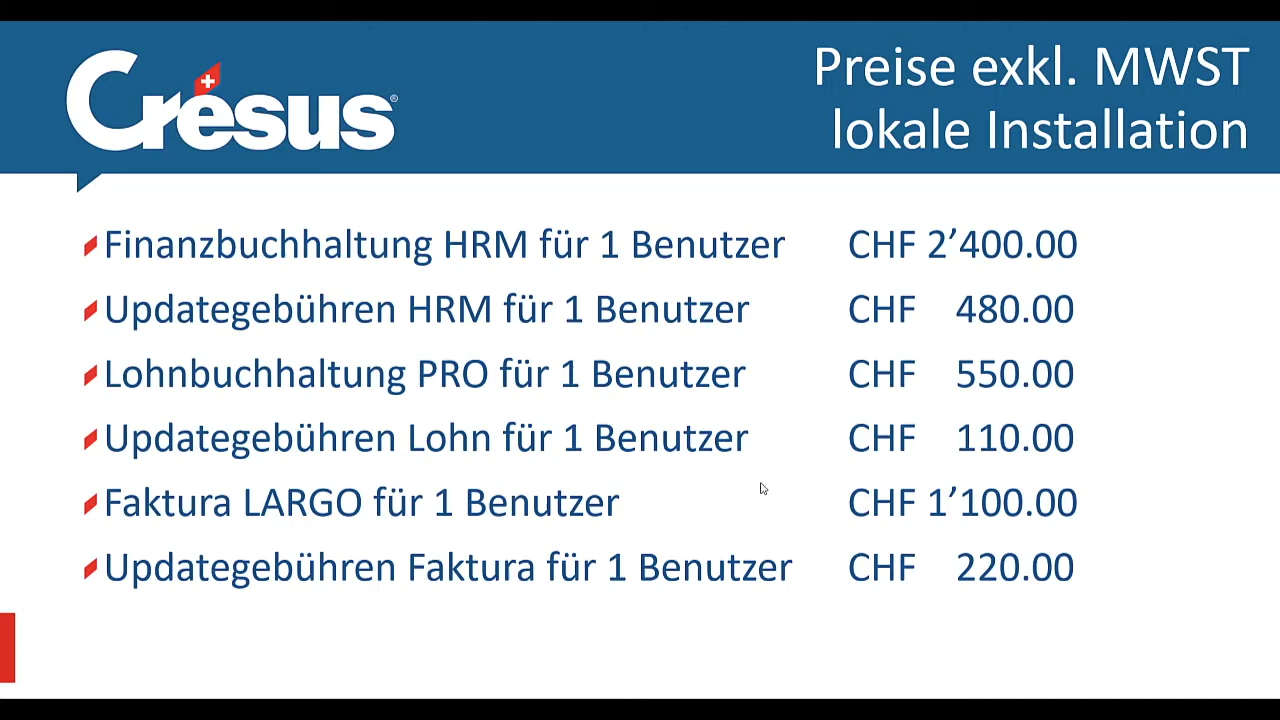 Crésus®
Preise exkl. MWST
lokale Installation
Finanzbuchhaltung HRM für 1 Benutzer CHF 2’400.00
Updategebühren HRM für 1 Benutzer CHF 480.00
Lohnbuchhaltung PRO für 1 Benutzer CHF 550.00
Updategebühren Lohn für 1 Benutzer CHF 110.00
Faktura LARGO für 1 Benutzer CHF 1’100.00
Updategebühren Faktura für 1 Benutzer CHF 220.00